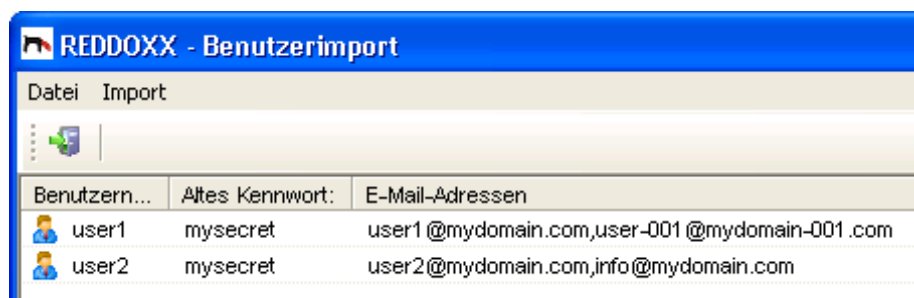 REDDOXX - Benutzerimport
Datei Import
Benutzern... Altes Kennwort: E-Mail-Adressen
user1 mysecret user1@mydomain.com,user-001@mydomain-001.com
user2 mysecret user2@mydomain.com,info@mydomain.com